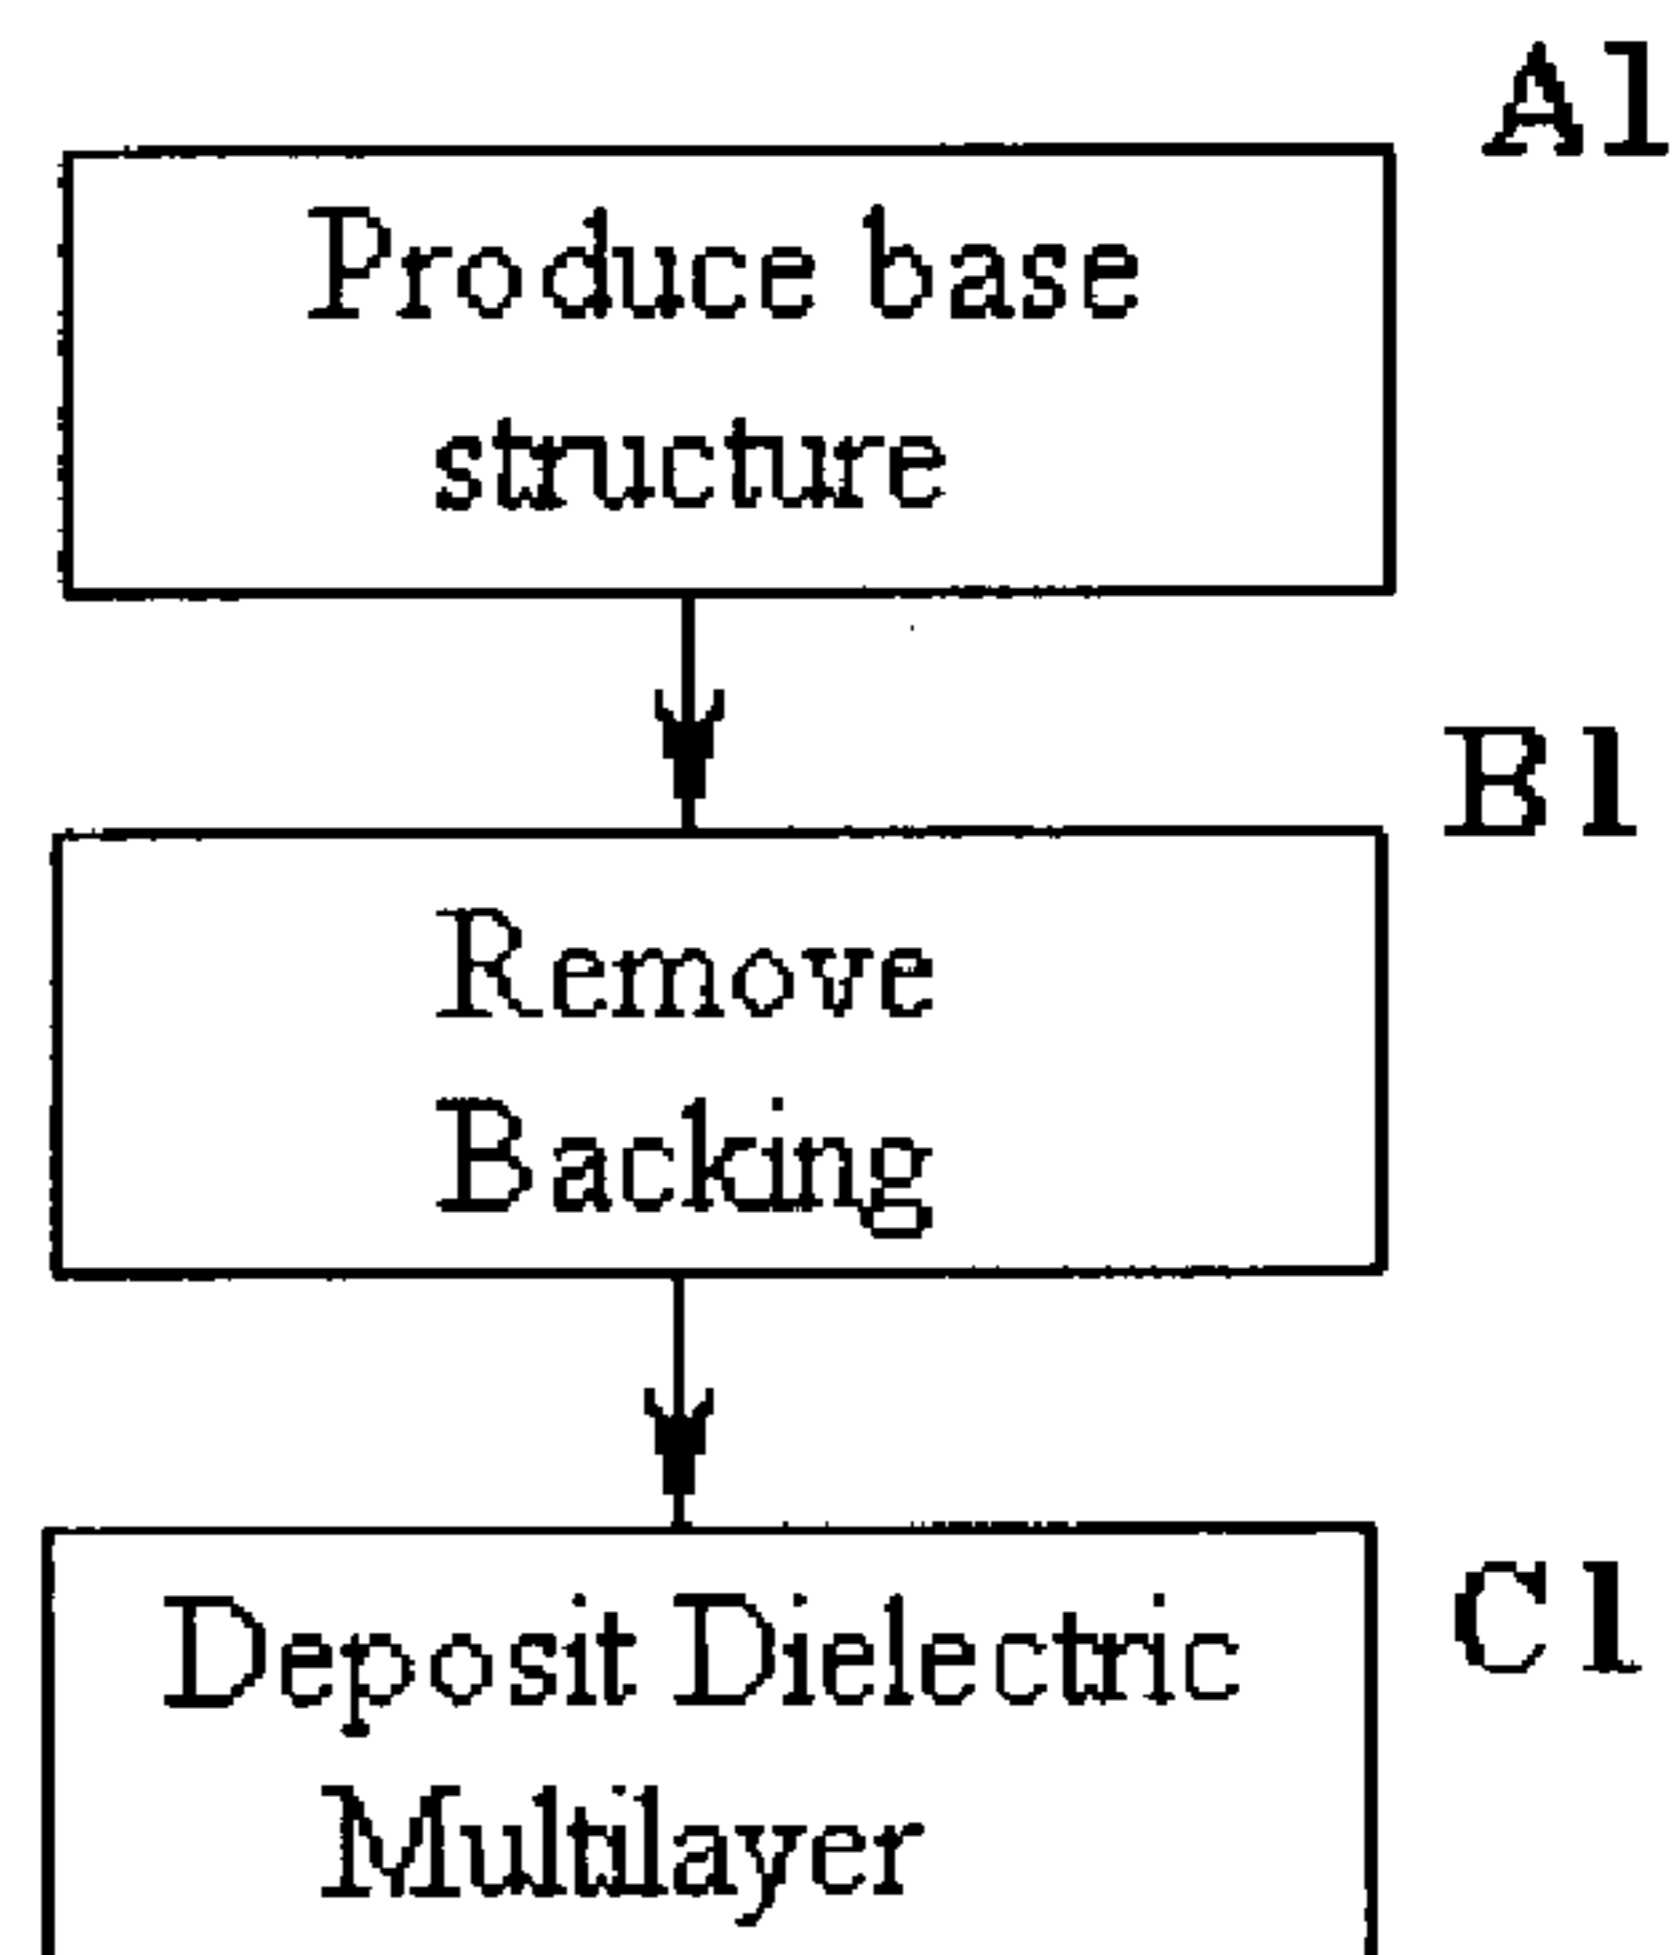 A1
Produce base
structure
B1
Remove
Backing
C1
Deposit Dielectric
Multilayer